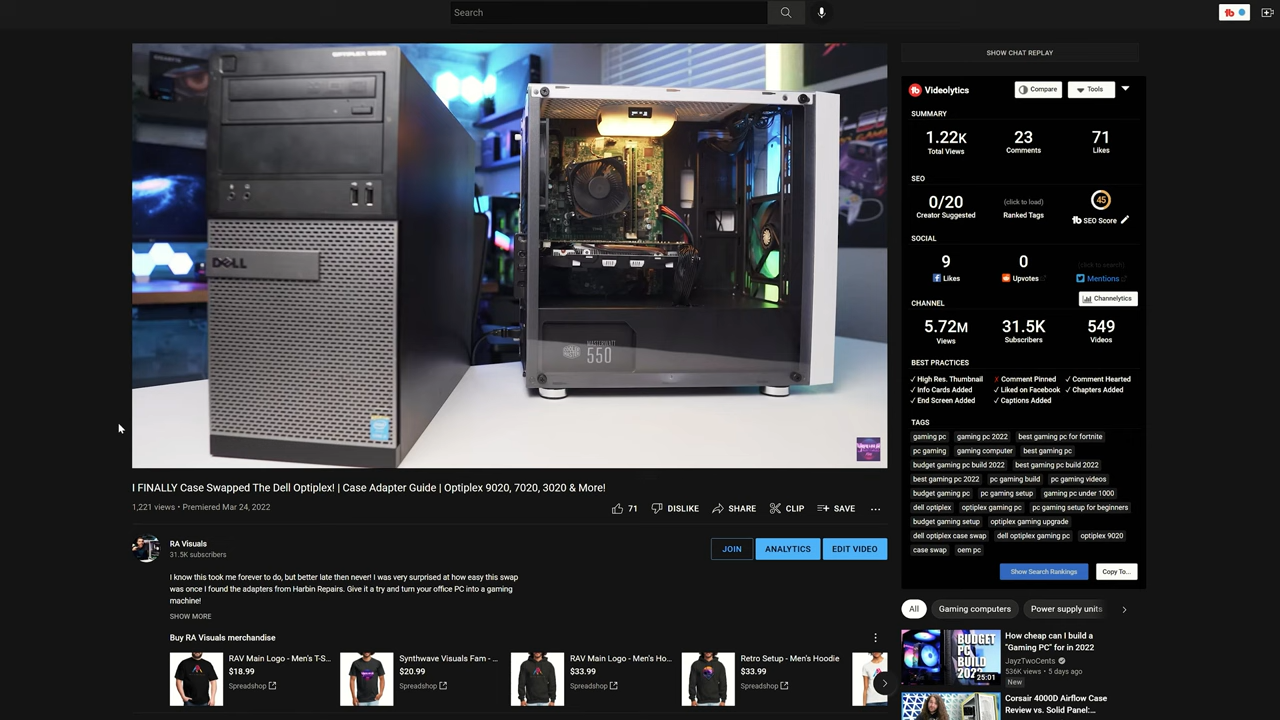 Search
OPTIPLEX 9020
DELL
MASTERWATT
550
I FINALLY Case Swapped The Dell Optiplex! | Case Adapter Guide | Optiplex 9020, 7020, 3020 & More!
1,221 views • Premiered Mar 24, 2022
71
DISLIKE
SHARE
CLIP
SAVE
RA Visuals
31.5K subscribers
JOIN
ANALYTICS
EDIT VIDEO
I know this took me forever to do, but better late then never! I was very surprised at how easy this swap
was once I found the adapters from Harbin Repairs. Give it a try and turn your office PC into a gaming
machine!
SHOW MORE
Buy RA Visuals merchandise
RAV Main Logo - Men's T-S...
$18.99
Spreadshop
Synthwave Visuals Fam - ...
$20.99
Spreadshop
RAV Main Logo - Men's Ho...
$33.99
Spreadshop
Retro Setup - Men's Hoodie
$33.99
Spreadshop
SHOW CHAT REPLAY
tb Videolytics
Compare
Tools
SUMMARY
1.22K 23 71
Total Views Comments Likes
SEO
0/20 (click to load) 45
Creator Suggested Ranked Tags tb SEO Score
SOCIAL
9 0 (click to search)
Likes Upvotes Mentions
CHANNEL
Channelytics
5.72M 31.5K 549
Views Subscribers Videos
BEST PRACTICES
✓ High Res. Thumbnail ✗ Comment Pinned ✓ Comment Hearted
✓ Info Cards Added ✓ Liked on Facebook ✓ Chapters Added
✓ End Screen Added ✓ Captions Added
TAGS
gaming pc gaming pc 2022 best gaming pc for fortnite
pc gaming gaming computer best gaming pc
budget gaming pc build 2022 best gaming pc build 2022
best gaming pc 2022 pc gaming build pc gaming videos
budget gaming pc pc gaming setup gaming pc under 1000
dell optiplex optiplex gaming pc pc gaming setup for beginners
budget gaming setup optiplex gaming upgrade
dell optiplex case swap dell optiplex gaming pc optiplex 9020
case swap oem pc
Show Search Rankings
Copy To...
All
Gaming computers
Power supply units
BUDGET
PC
BUILD
202
25:01
How cheap can I build a
"Gaming PC" for in 2022
JayzTwoCents
536K views • 5 days ago
New
Corsair 4000D Airflow Case
Review vs. Solid Panel:...